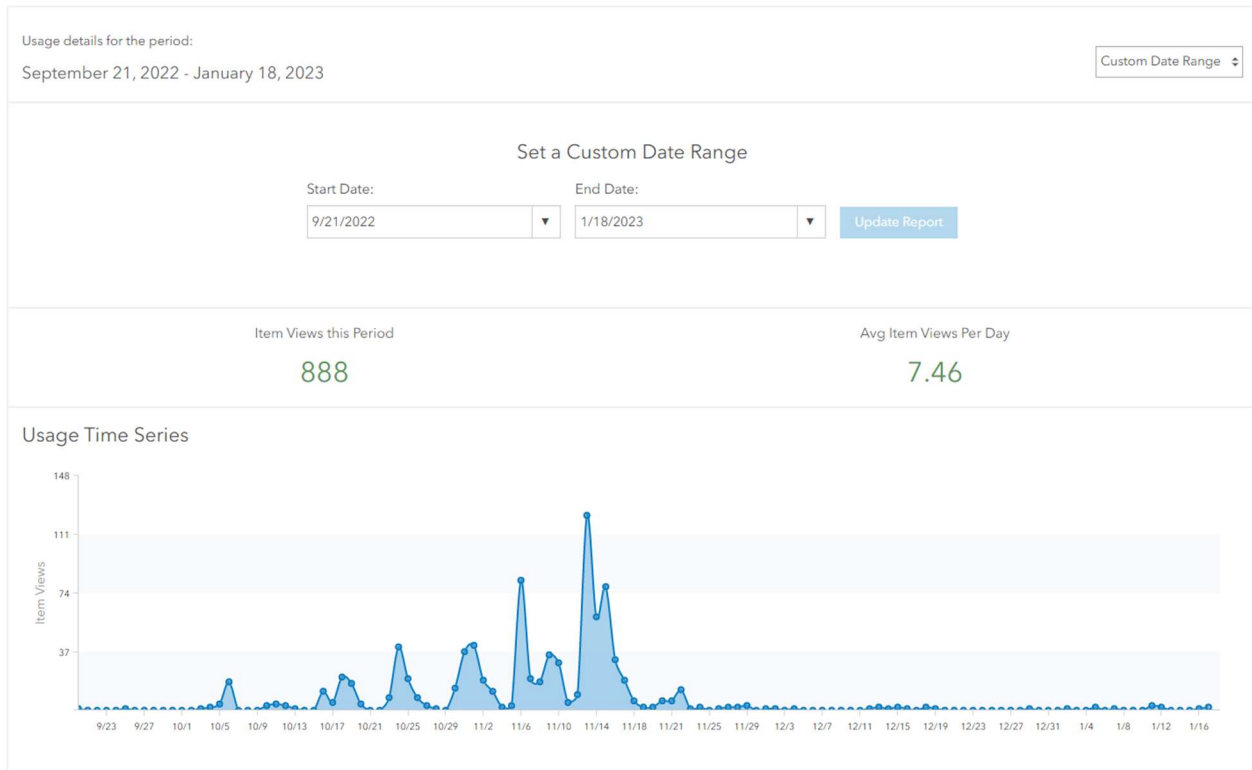 Usage details for the period:
September 21, 2022 - January 18, 2023
Custom Date Range
Set a Custom Date Range
Start Date: End Date:
9/21/2022 1/18/2023 Update Report
Item Views this Period Avg Item Views Per Day
888 7.46
Usage Time Series
148
111
74
37
Item Views
9/23 9/27 10/1 10/5 10/9 10/13 10/17 10/21 10/25 10/29 11/2 11/6 11/10 11/14 11/18 11/21 11/25 11/29 12/3 12/7 12/11 12/15 12/19 12/23 12/27 12/31 1/4 1/8 1/12 1/16